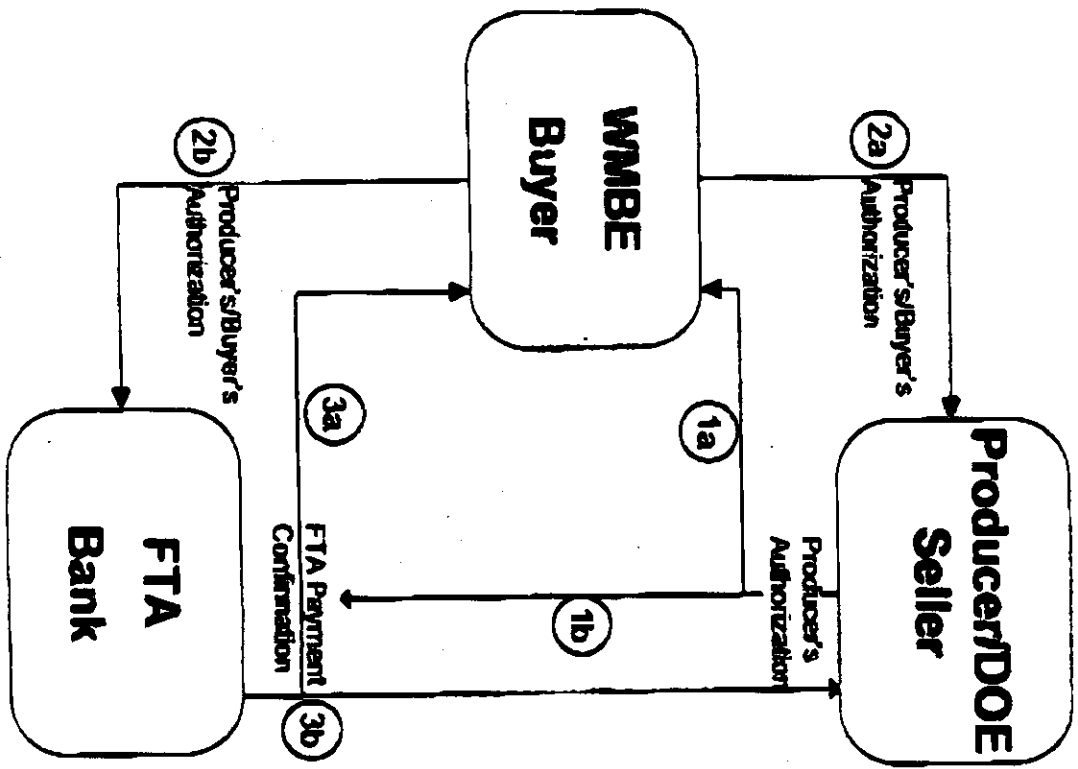 Producer/DOE
Seller
2a
Producer's/Buyer's
Authorization
Producer's
Authorization
1a
WMBE
Buyer
1b
3a
FTA Payment
Confirmation
3b
2b
Producer's/Buyer's
Authorization
FTA
Bank